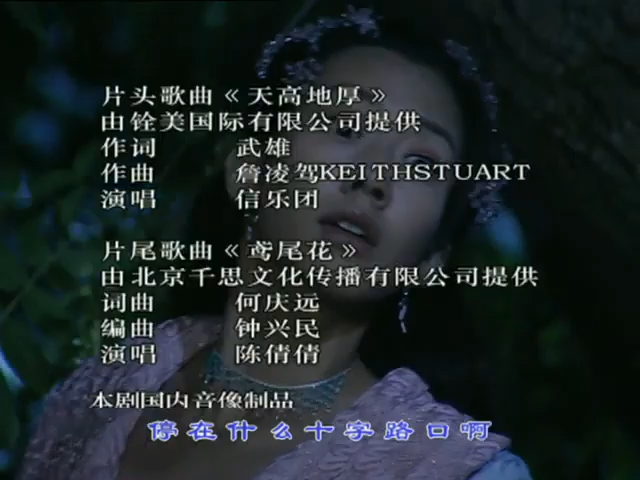 片头歌曲《天高地厚》
由铨美国际有限公司提供
作词 武雄
作曲 詹凌驾KEITHSTUART
演唱 信乐团
片尾歌曲《鸢尾花》
由北京千思文化传播有限公司提供
词曲 何庆远
编曲 钟兴民
演唱 陈倩倩
本剧国内音像制品
停在什么十字路口啊